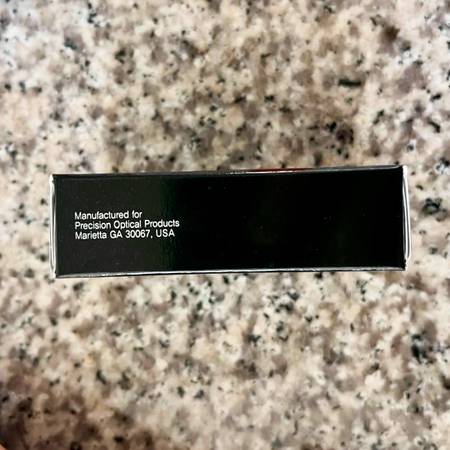 Manufactured for
Precision Optical Products
Marietta GA 30067, USA